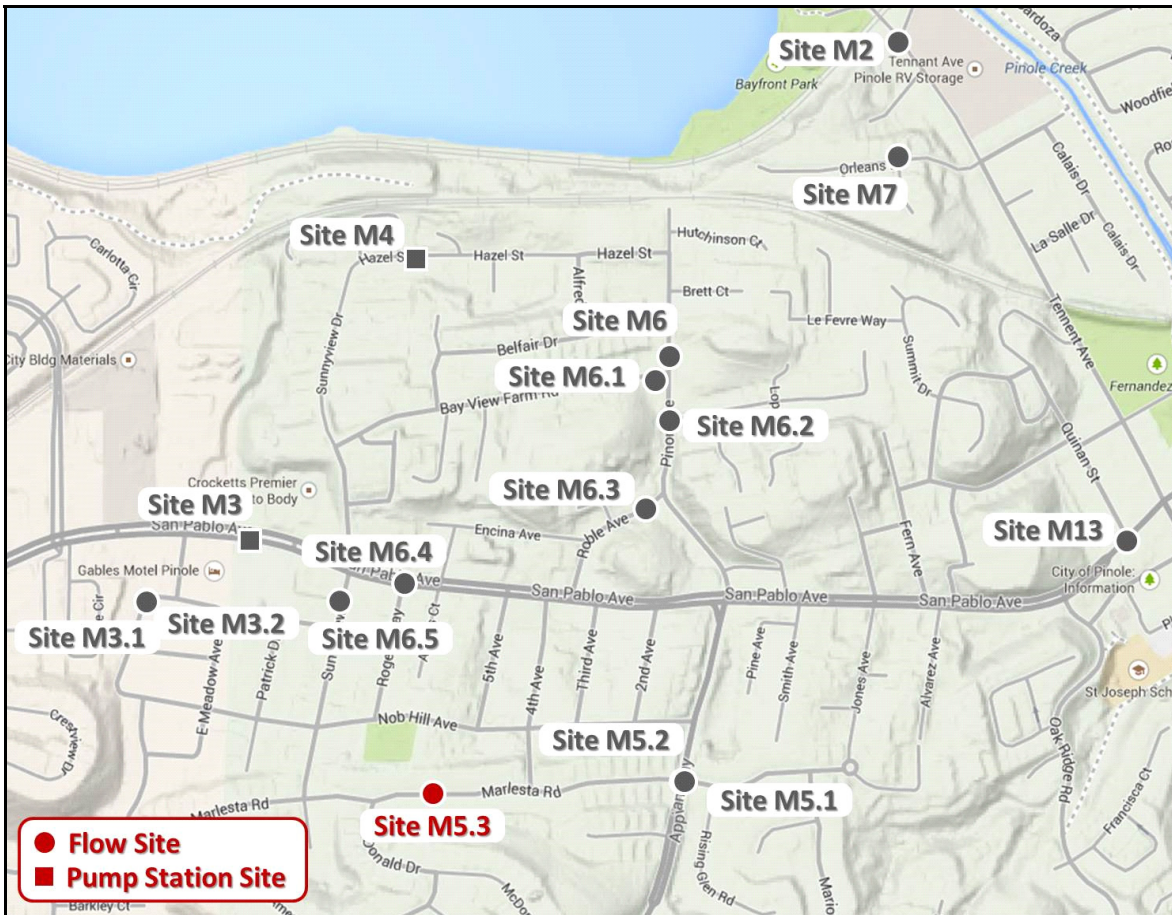 Cardoza
Site M2
Tennant Ave
Pinole RV Storage
Pinole Creek
Bayfront Park
Orleans
Site M7
Calais Dr
La Salle Dr
Calais Dr
Site M4
Hazel St
Hazel St
Hutchinson Ct
Carlotta Cir
Brett Ct
Tennent Ave
Site M6
Le Fevre Way
Belfair Dr
Sunnyview Dr
City Bldg Materials
Site M6.1
Summit Dr
Fernandez
Bay View Farm Rd
Site M6.2
Quinan St
Crocketts Premier
to Body
Site M6.3
Site M3
San Pablo Ave
Encina Ave
Roble Ave
Fern Ave
Site M13
Site M6.4
Gables Motel Pinole
San Pablo Ave
San Pablo Ave
San Pablo Ave
San Pablo Ave
City of Pinole:
Information
Site M3.1
Site M3.2
Site M6.5
E Meadow Ave
5th Ave
4th Ave
Third Ave
2nd Ave
Pine Ave
Smith Ave
Jones Ave
Alvarez Ave
St Joseph Sch
Nob Hill Ave
Crestview Dr
Site M5.2
Oak Ridge Rd
Marlesta Rd
Marlesta Rd
Site M5.1
Site M5.3
Francisca Ct
Flow Site
Donald Dr
Rising Glen Rd
Pump Station Site
Barkley Ct